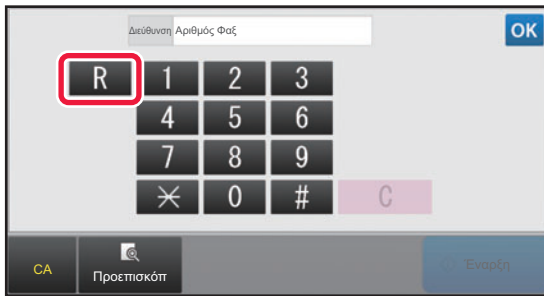 Διεύθυνση Αριθμός Φαξ OK
R 1 2 3
4 5 6
7 8 9
✳ 0 # C
CA Προεπισκόπ Έναρξη